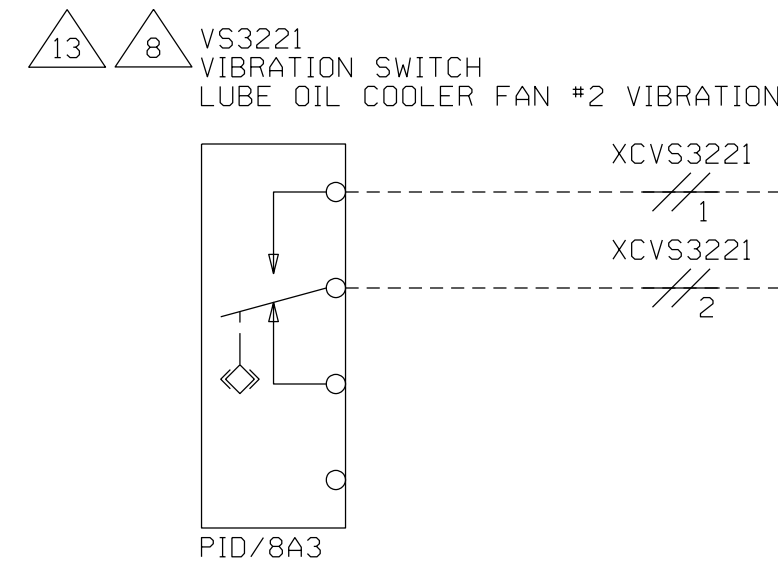 13 8
VS3221
VIBRATION SWITCH
LUBE OIL COOLER FAN #2 VIBRATION
XCVS3221
1
XCVS3221
2
PID/8A3